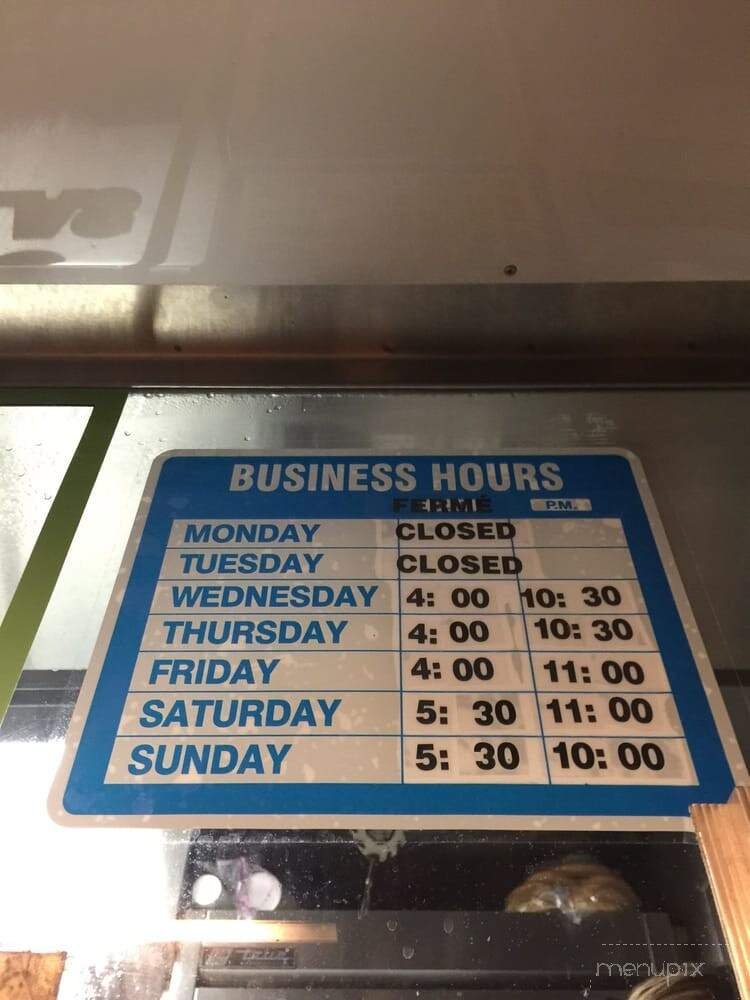 BUSINESS HOURS
FERMÉ P.M.
MONDAY CLOSED
TUESDAY CLOSED
WEDNESDAY 4: 00 10: 30
THURSDAY 4: 00 10: 30
FRIDAY 4: 00 11: 00
SATURDAY 5: 30 11: 00
SUNDAY 5: 30 10: 00
menupix